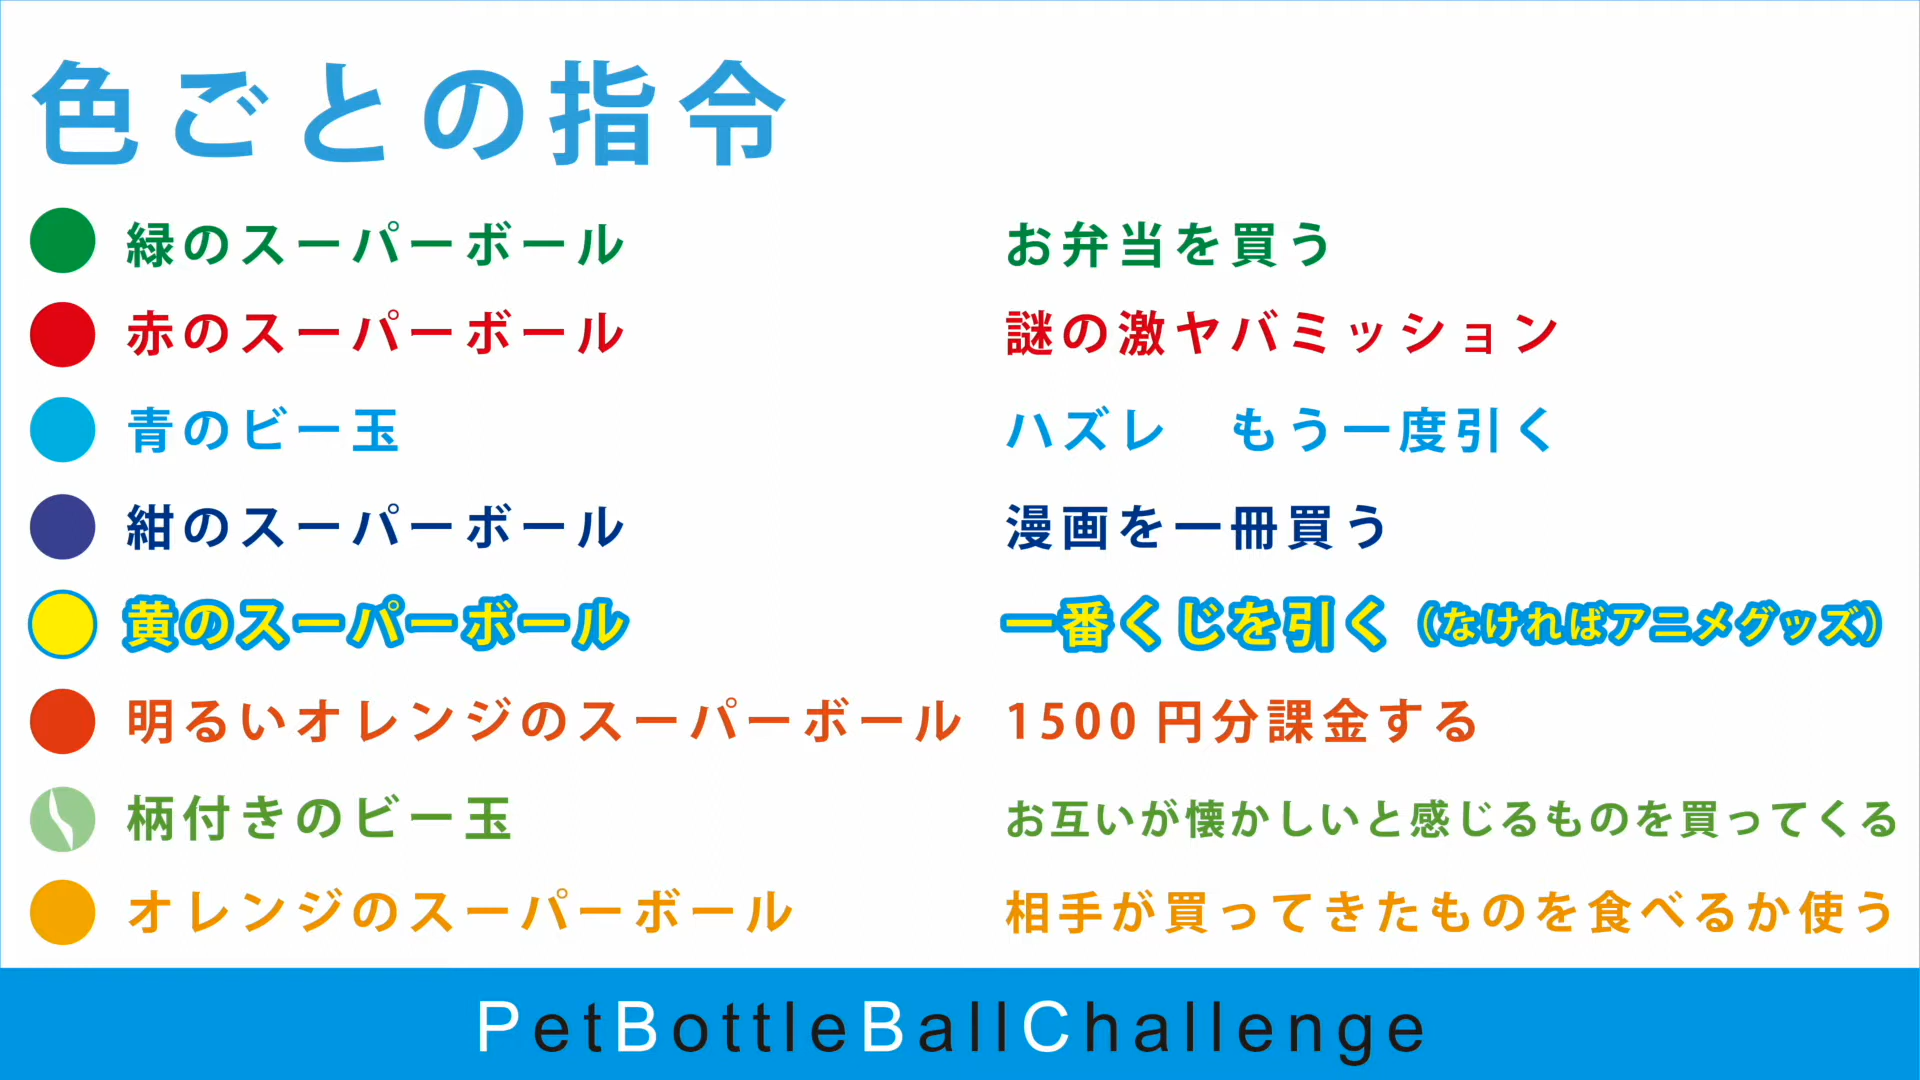 色ごとの指令
緑のスーパーボール お弁当を買う
赤のスーパーボール 謎の激ヤバミッション
青のビー玉 ハズレ　もう一度引く
紺のスーパーボール 漫画を一冊買う
黄のスーパーボール 一番くじを引く（なければアニメグッズ）
明るいオレンジのスーパーボール 1500円分課金する
柄付きのビー玉 お互いが懐かしいと感じるものを買ってくる
オレンジのスーパーボール 相手が買ってきたものを食べるか使う
PetBottleBallChallenge